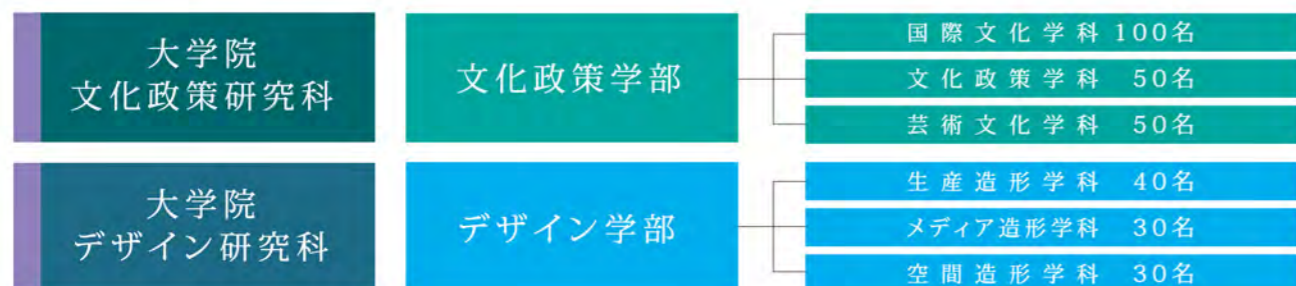 大学院
文化政策研究科
文化政策学部
国際文化学科 100名
文化政策学科 50名
芸術文化学科 50名
大学院
デザイン研究科
デザイン学部
生産造形学科 40名
メディア造形学科 30名
空間造形学科 30名